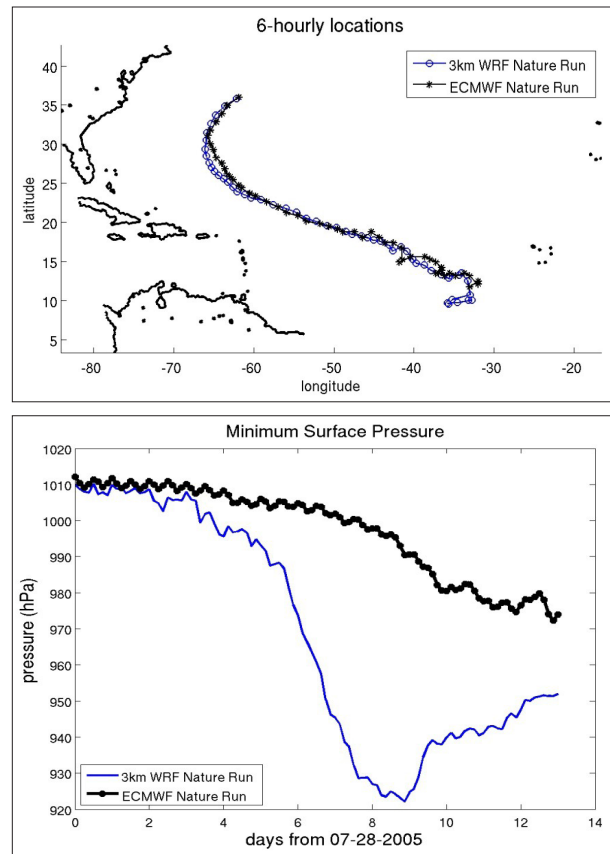 6-hourly locations
3km WRF Nature Run
ECMWF Nature Run
latitude
40
35
30
25
20
15
10
5
-80 -70 -60 -50 -40 -30 -20
longitude
Minimum Surface Pressure
pressure (hPa)
1020
1010
1000
990
980
970
960
950
940
930
920
3km WRF Nature Run
ECMWF Nature Run
0 2 4 6 8 10 12 14
days from 07-28-2005